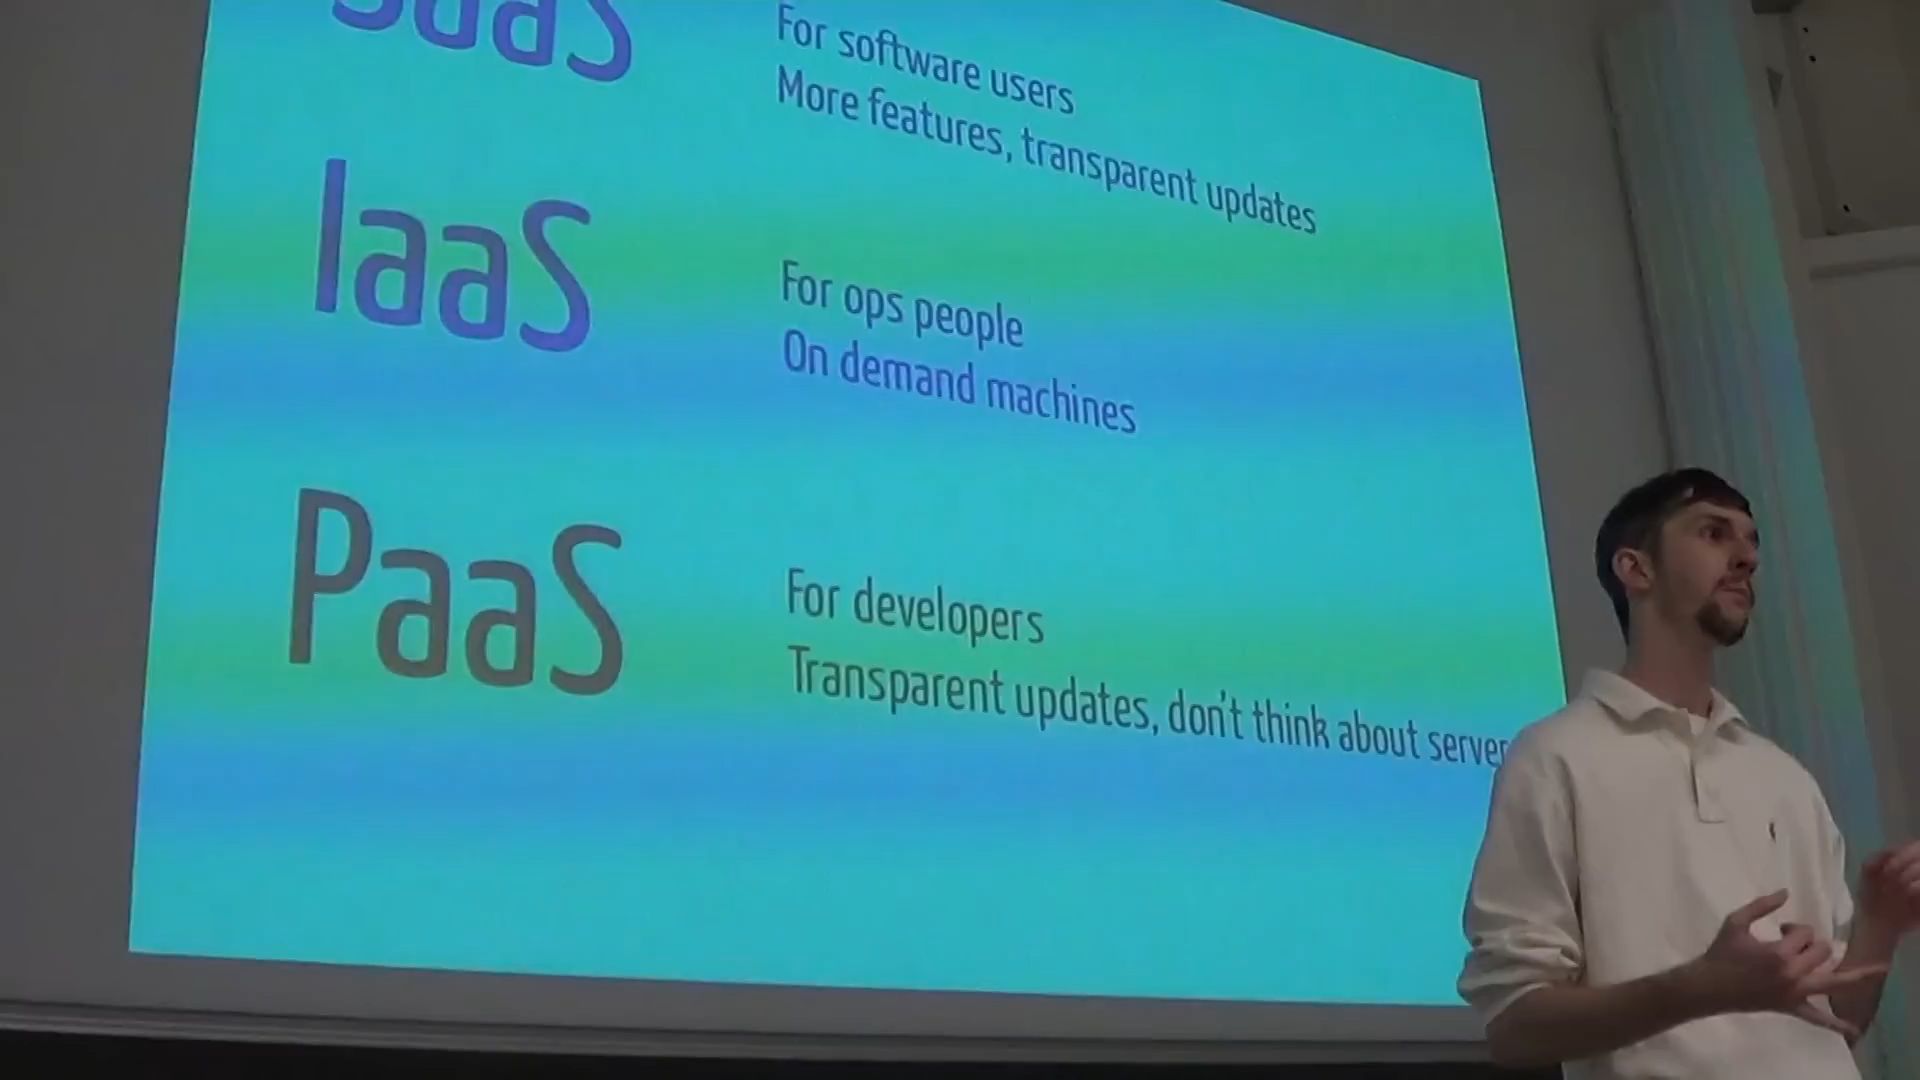 SaaS
For software users
More features, transparent updates
IaaS
For ops people
On demand machines
PaaS
For developers
Transparent updates, don't think about server